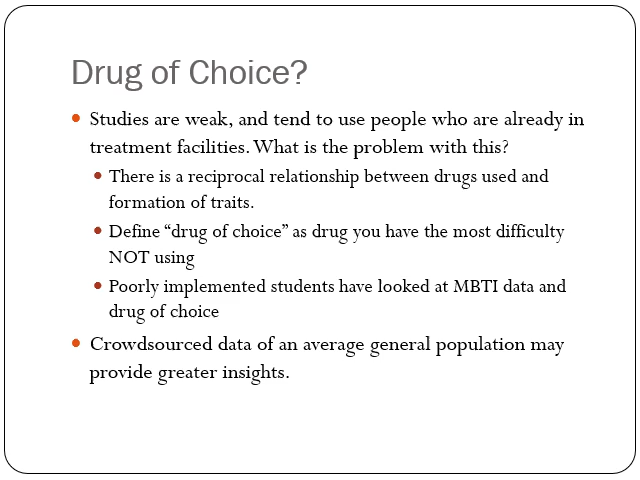 Drug of Choice?
Studies are weak, and tend to use people who are already in
treatment facilities. What is the problem with this?
There is a reciprocal relationship between drugs used and
formation of traits.
Define “drug of choice” as drug you have the most difficulty
NOT using
Poorly implemented students have looked at MBTI data and
drug of choice
Crowdsourced data of an average general population may
provide greater insights.